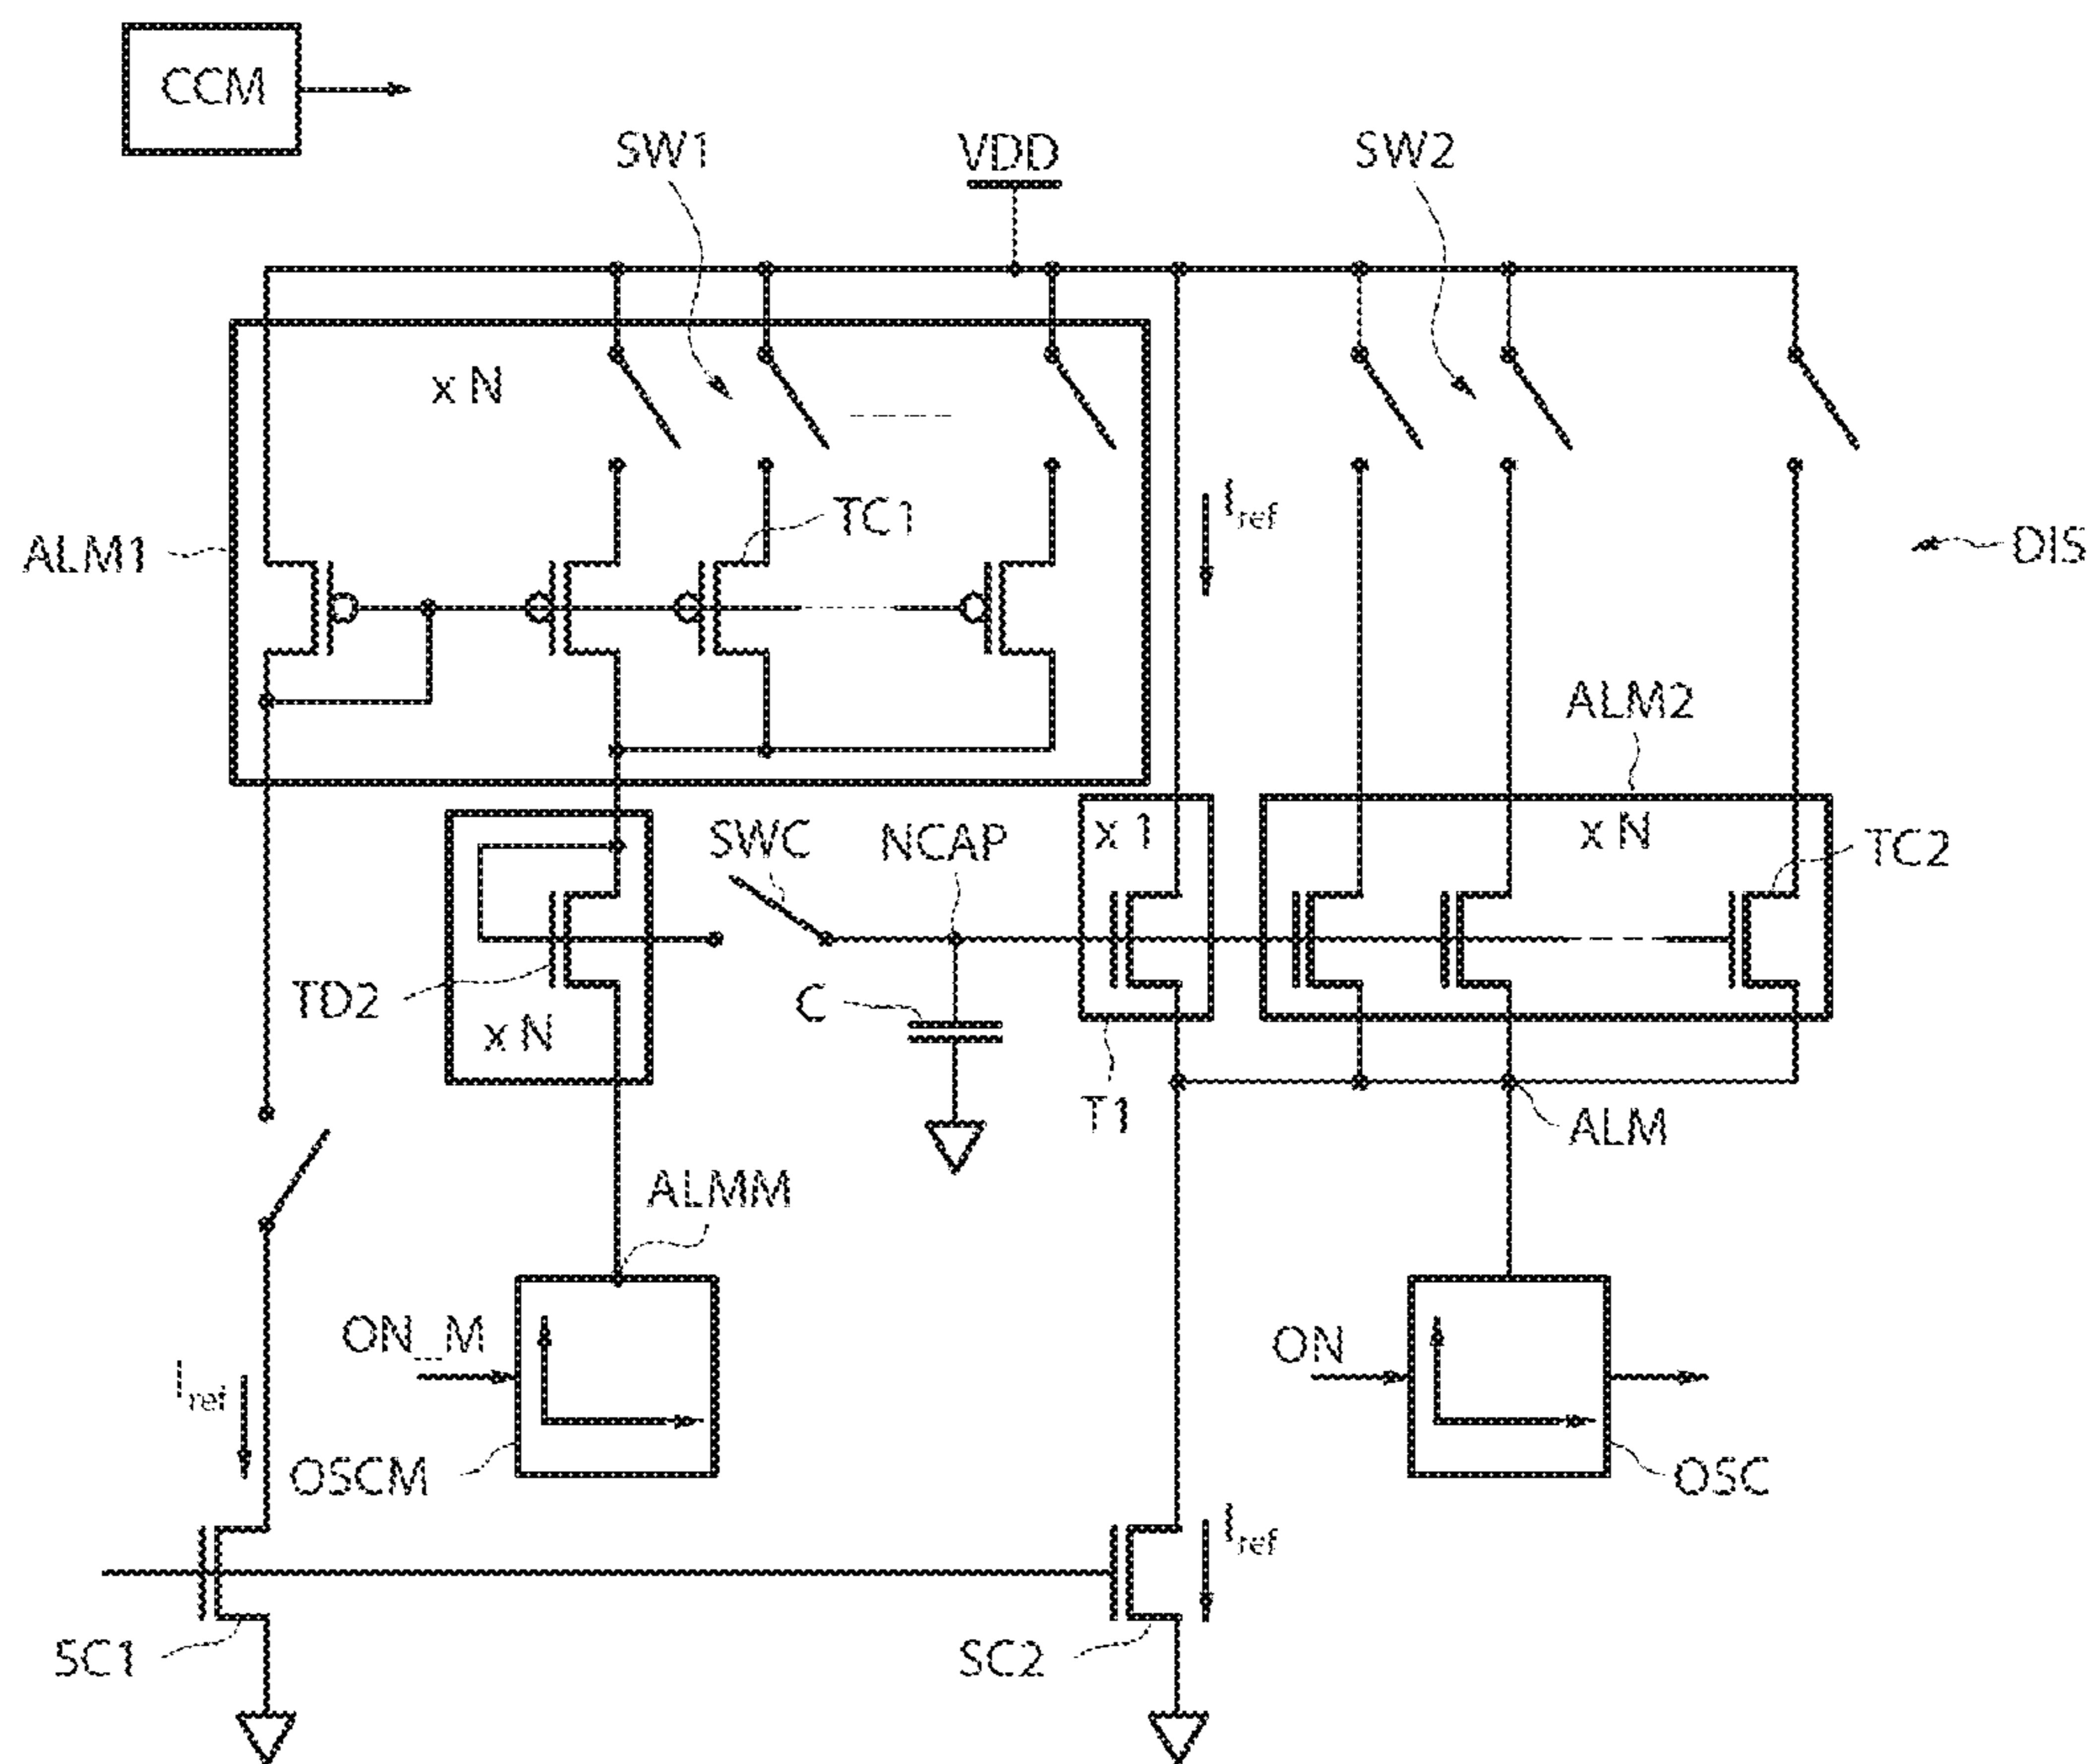 CCM
SW1
VDD
SW2
x N
TC1
Iref
ALM1
DIS
ALM2
x 1
x N
SWC
NCAP
TC2
TD2
C
x N
T1
ALM
ALMM
ON_M
ON
Iref
OSCM
OSC
Iref
SC1
SC2